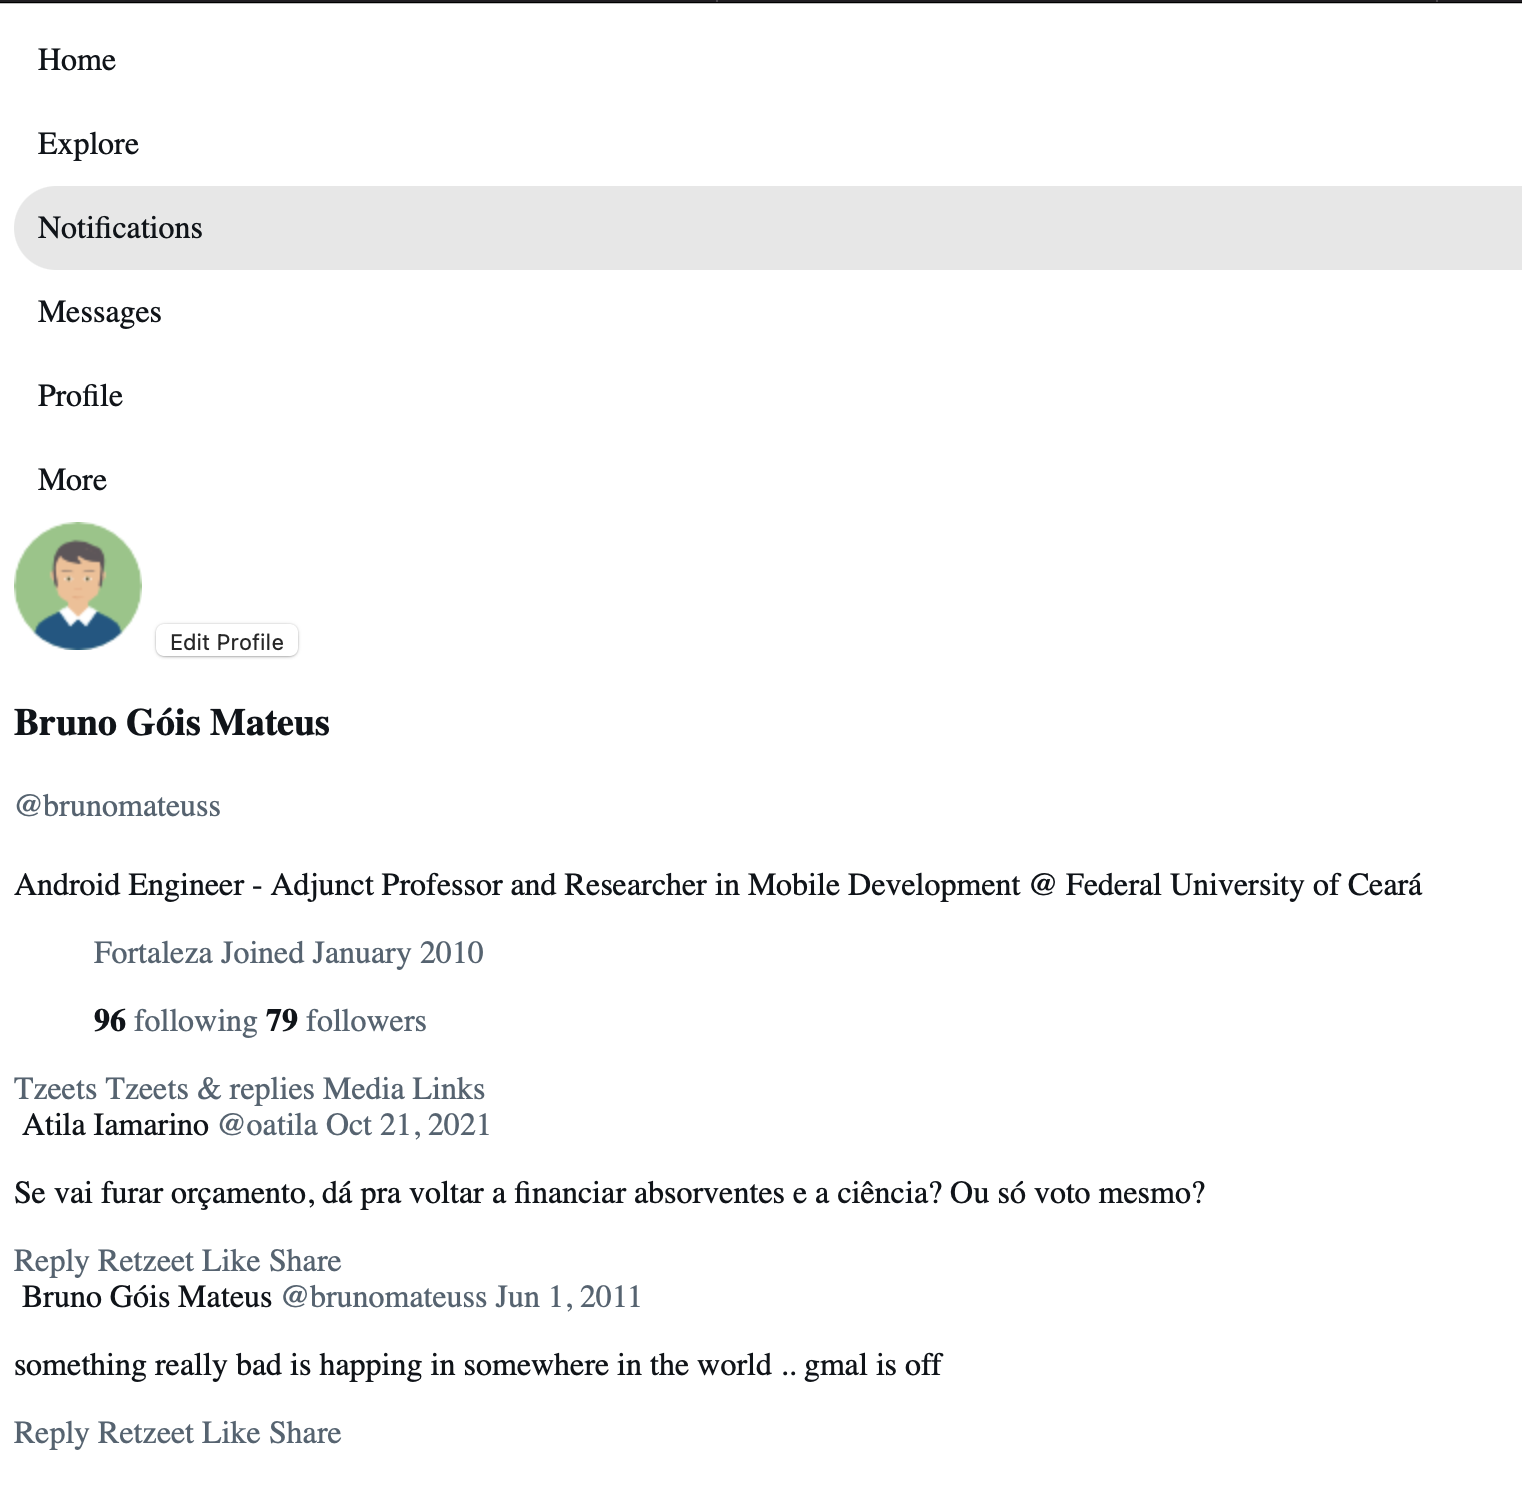 Home
Explore
Notifications
Messages
Profile
More
Edit Profile
Bruno Góis Mateus
@brunomateuss
Android Engineer - Adjunct Professor and Researcher in Mobile Development @ Federal University of Ceará
Fortaleza Joined January 2010
96 following 79 followers
Tzeets Tzeets & replies Media Links
Atila Iamarino @oatila Oct 21, 2021
Se vai furar orçamento, dá pra voltar a financiar absorventes e a ciência? Ou só voto mesmo?
Reply Retzeet Like Share
Bruno Góis Mateus @brunomateuss Jun 1, 2011
something really bad is happing in somewhere in the world .. gmal is off
Reply Retzeet Like Share